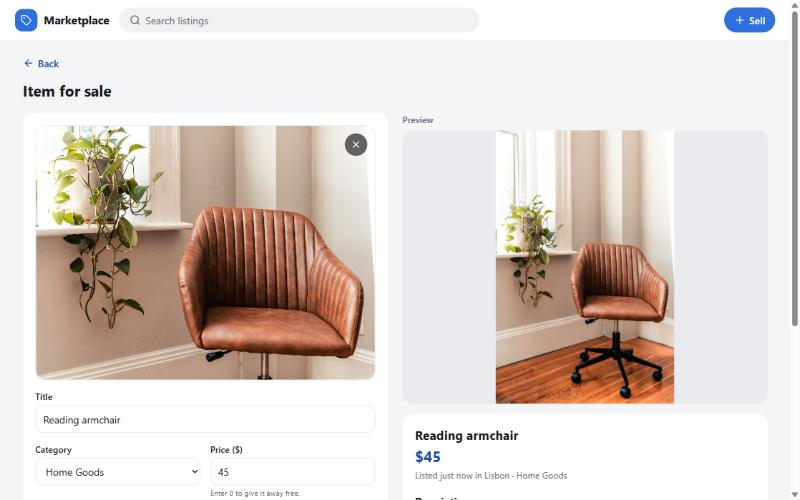 Marketplace
Search listings
+ Sell
← Back
Item for sale
Preview
Title
Reading armchair
Category
Price ($)
Home Goods
45
Enter 0 to give it away free.
Reading armchair
$45
Listed just now in Lisbon · Home Goods